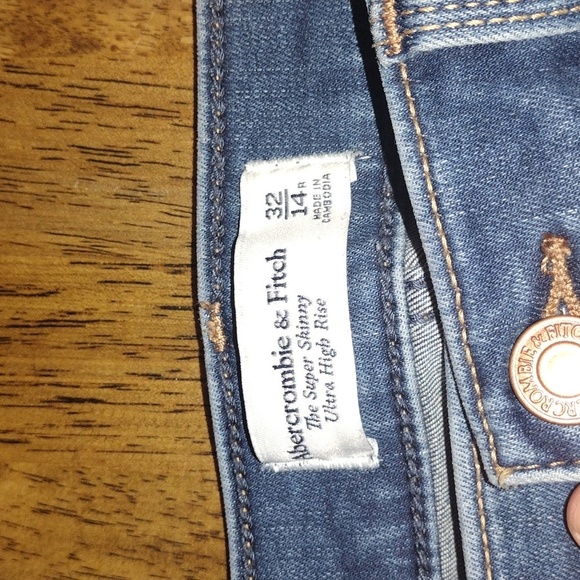 Abercrombie & Fitch
The Super Skinny
Ultra High Rise
32
14R
MADE IN
CAMBODIA
ABERCROMBIE & FITCH